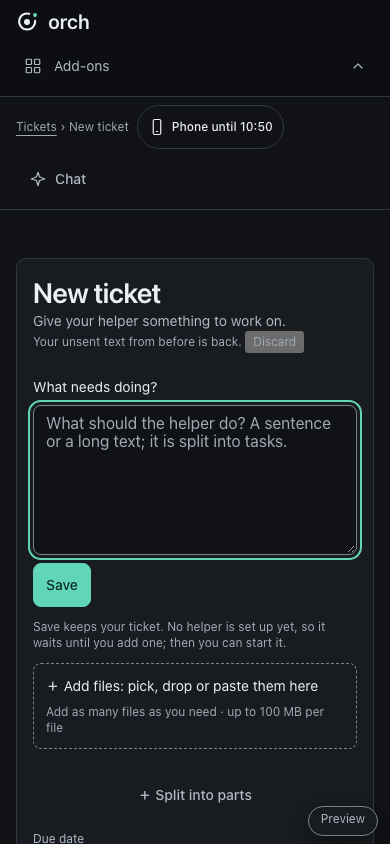 orch
Add-ons
Tickets › New ticket
Phone until 10:50
Chat
New ticket
Give your helper something to work on.
Your unsent text from before is back. Discard
What needs doing?
What should the helper do? A sentence
or a long text; it is split into tasks.
Save
Save keeps your ticket. No helper is set up yet, so it
waits until you add one; then you can start it.
+ Add files: pick, drop or paste them here
Add as many files as you need · up to 100 MB per
file
+ Split into parts
Preview
Due date